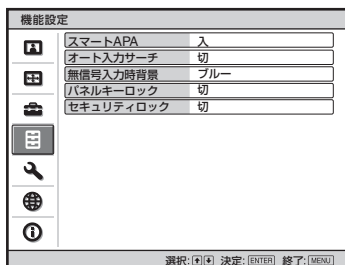 機能設定
スマートAPA 入
オート入力サーチ 切
無信号入力時背景 ブルー
パネルキーロック 切
セキュリティロック 切
選択:↑↓ 決定:ENTER 終了:MENU